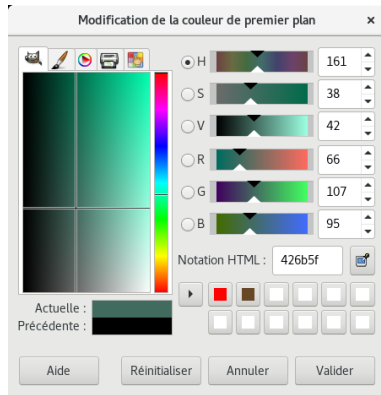 Modification de la couleur de premier plan ×
H 161
S 38
V 42
R 66
G 107
B 95
Notation HTML : 426b5f
Actuelle :
Précédente :
Aide Réinitialiser Annuler Valider